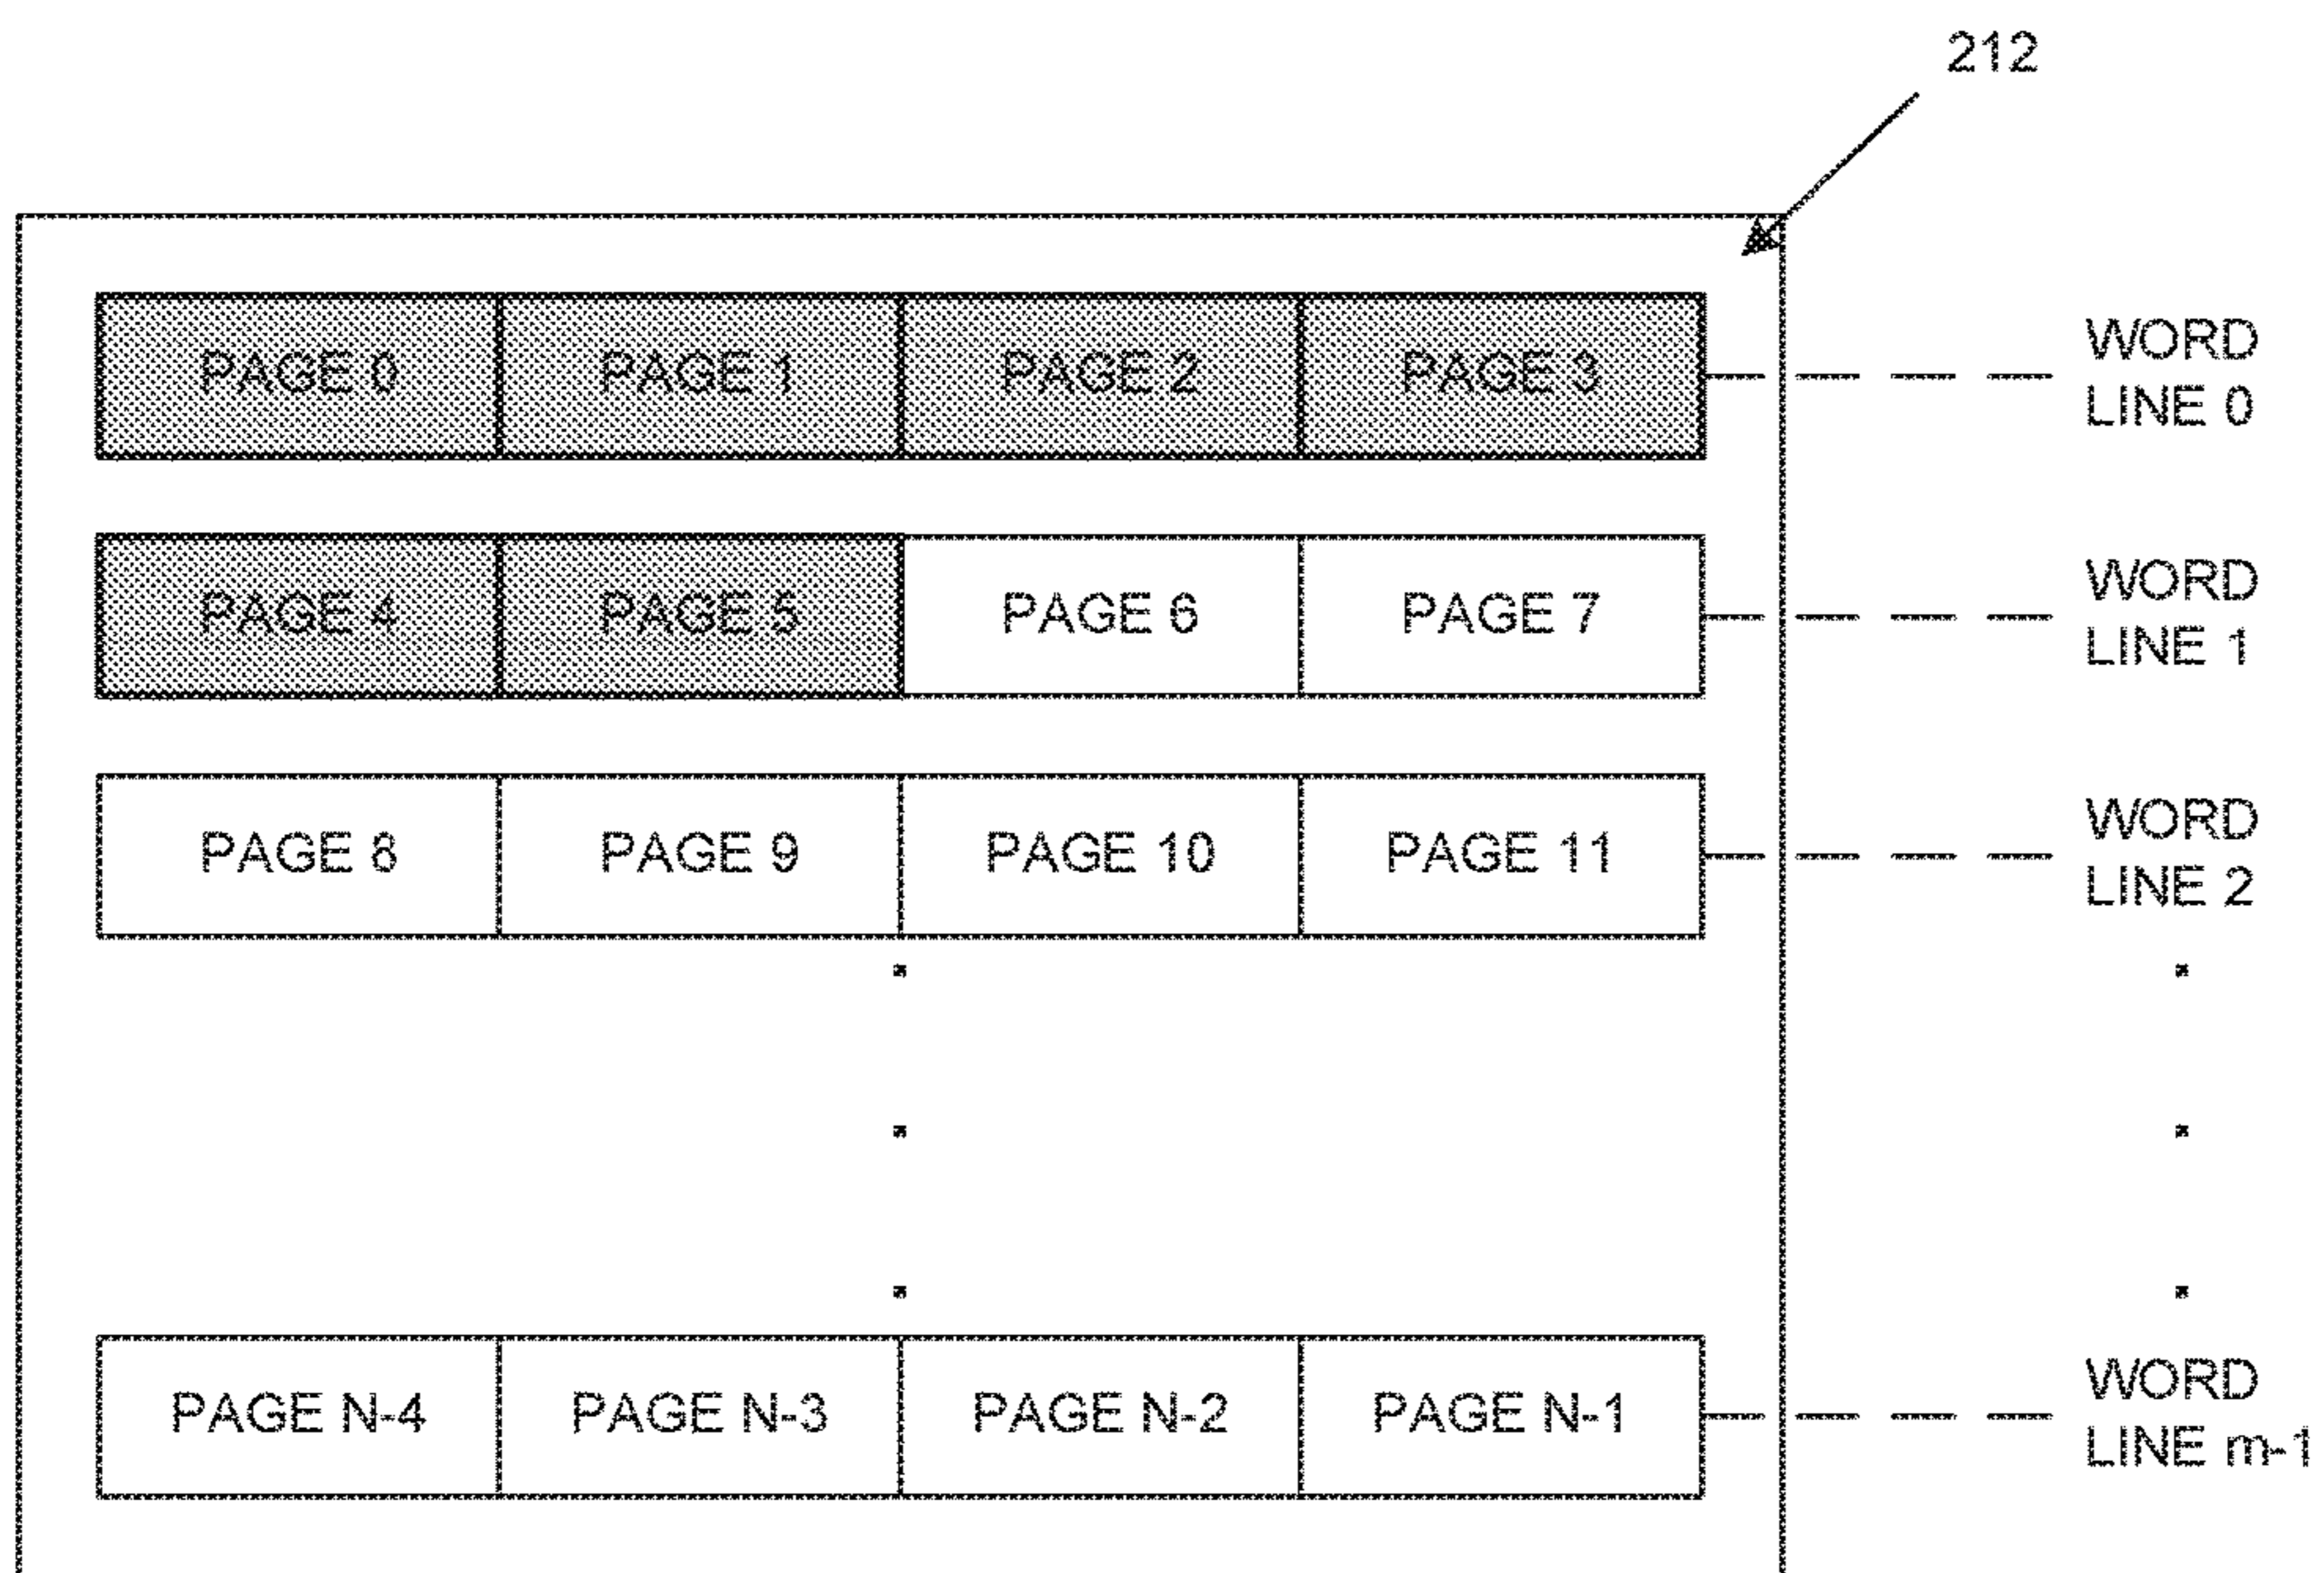 212
PAGE 0 PAGE 1 PAGE 2 PAGE 3
WORD
LINE 0
PAGE 4 PAGE 5 PAGE 6 PAGE 7
WORD
LINE 1
PAGE 8 PAGE 9 PAGE 10 PAGE 11
WORD
LINE 2
PAGE N-4 PAGE N-3 PAGE N-2 PAGE N-1
WORD
LINE m-1